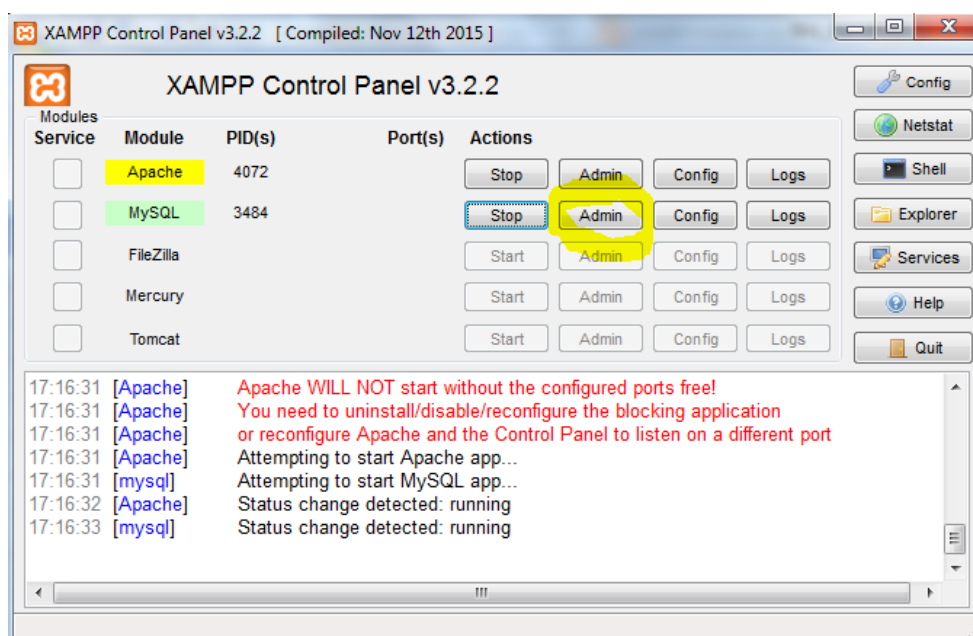 XAMPP Control Panel v3.2.2 [ Compiled: Nov 12th 2015 ]
XAMPP Control Panel v3.2.2
Config
Modules
Service Module PID(s) Port(s) Actions
Netstat
Apache 4072 Stop Admin Config Logs
Shell
MySQL 3484 Stop Admin Config Logs
Explorer
FileZilla Start Admin Config Logs
Services
Mercury Start Admin Config Logs
Help
Tomcat Start Admin Config Logs
Quit
17:16:31 [Apache] Apache WILL NOT start without the configured ports free!
17:16:31 [Apache] You need to uninstall/disable/reconfigure the blocking application
17:16:31 [Apache] or reconfigure Apache and the Control Panel to listen on a different port
17:16:31 [Apache] Attempting to start Apache app...
17:16:31 [mysql] Attempting to start MySQL app...
17:16:32 [Apache] Status change detected: running
17:16:33 [mysql] Status change detected: running